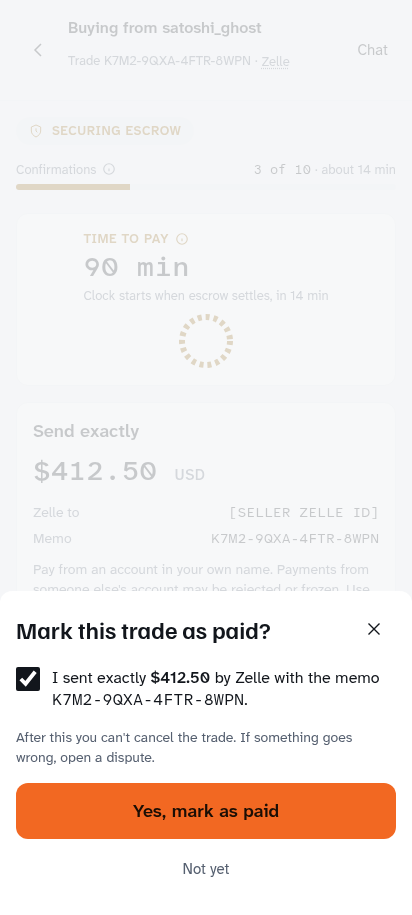 Buying from satoshi_ghost
Trade K7M2-9QXA-4FTR-8WPN · Zelle
Chat
SECURING ESCROW
Confirmations
3 of 10 · about 14 min
TIME TO PAY
90 min
Clock starts when escrow settles, in 14 min
Send exactly
$412.50 USD
Zelle to
[SELLER ZELLE ID]
Memo
K7M2-9QXA-4FTR-8WPN
Pay from an account in your own name. Payments from
someone else's account may be rejected or frozen. Use
Mark this trade as paid?
I sent exactly $412.50 by Zelle with the memo
K7M2-9QXA-4FTR-8WPN.
After this you can't cancel the trade. If something goes
wrong, open a dispute.
Yes, mark as paid
Not yet